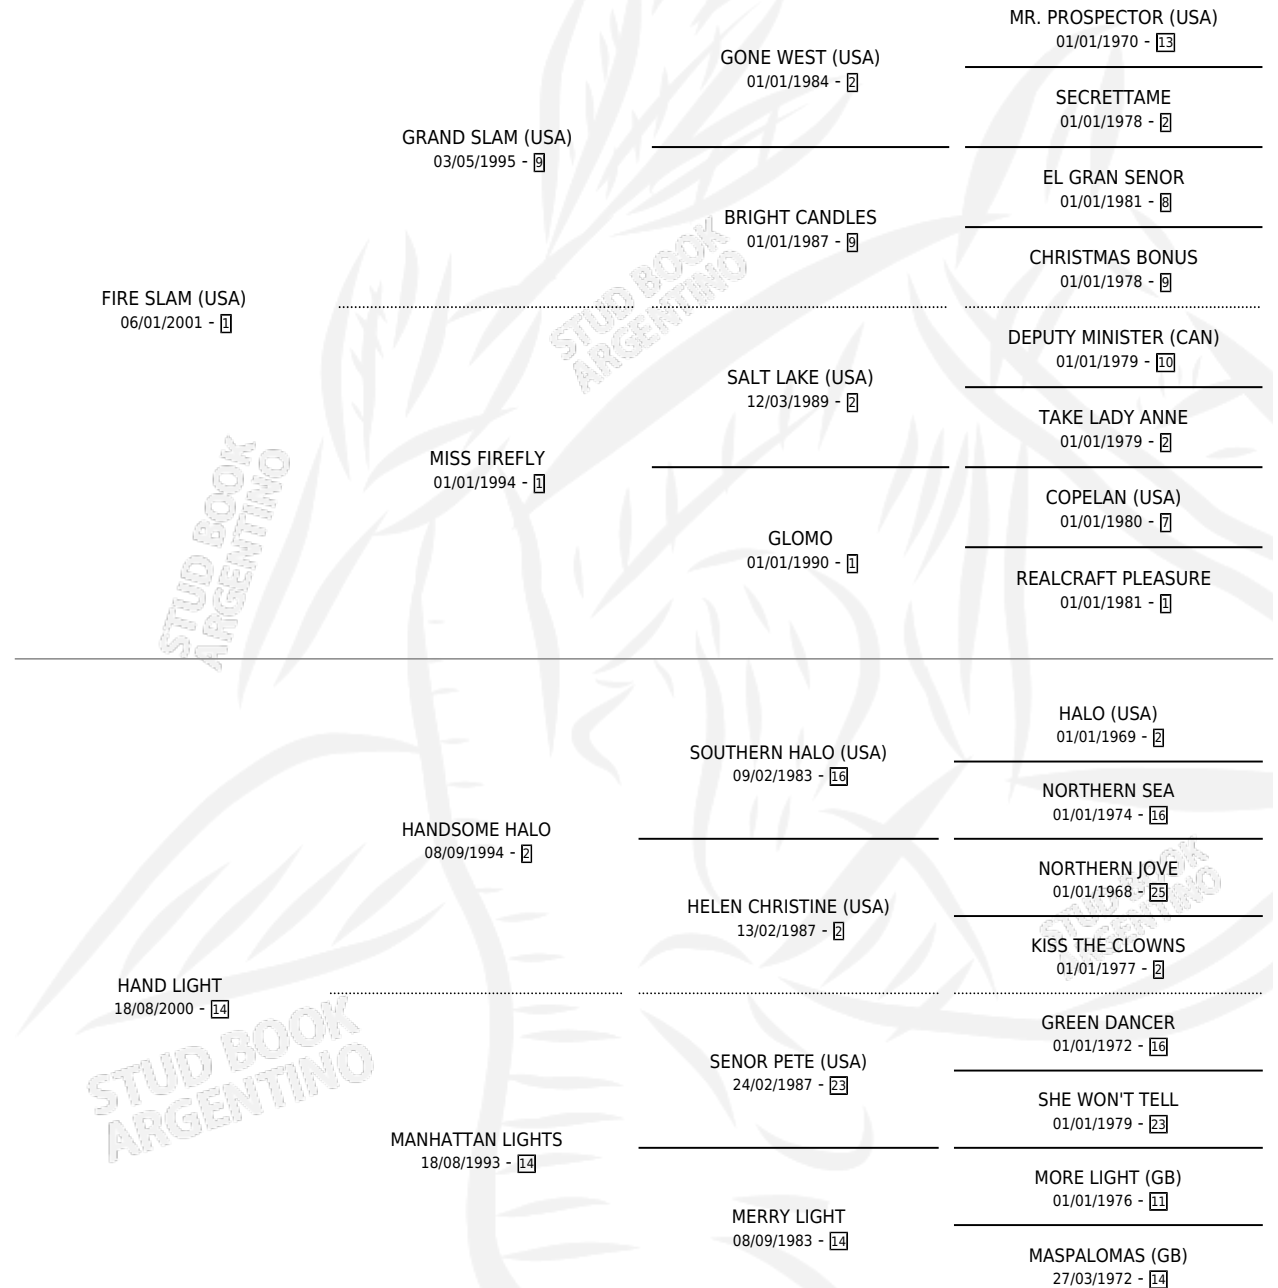 MR. PROSPECTOR (USA)
01/01/1970 - 13
GONE WEST (USA)
01/01/1984 - 2
SECRETTAME
01/01/1978 - 2
GRAND SLAM (USA)
03/05/1995 - 9
EL GRAN SENOR
01/01/1981 - 8
BRIGHT CANDLES
01/01/1987 - 9
CHRISTMAS BONUS
01/01/1978 - 9
FIRE SLAM (USA)
06/01/2001 - 1
STUD BOOK
ARGENTINO
DEPUTY MINISTER (CAN)
01/01/1979 - 10
SALT LAKE (USA)
12/03/1989 - 2
TAKE LADY ANNE
01/01/1979 - 2
MISS FIREFLY
01/01/1994 - 1
COPELAN (USA)
01/01/1980 - 7
GLOMO
01/01/1990 - 1
REALCRAFT PLEASURE
01/01/1981 - 1
STUD BOOK
ARGENTINO
HALO (USA)
01/01/1969 - 2
SOUTHERN HALO (USA)
09/02/1983 - 16
NORTHERN SEA
01/01/1974 - 16
HANDSOME HALO
08/09/1994 - 2
NORTHERN JOVE
01/01/1968 - 25
HELEN CHRISTINE (USA)
13/02/1987 - 2
STUD BOOK
ARGENTINO
KISS THE CLOWNS
01/01/1977 - 2
HAND LIGHT
18/08/2000 - 14
GREEN DANCER
01/01/1972 - 16
SENOR PETE (USA)
24/02/1987 - 23
STUD BOOK
ARGENTINO
SHE WON'T TELL
01/01/1979 - 23
MANHATTAN LIGHTS
18/08/1993 - 14
MORE LIGHT (GB)
01/01/1976 - 11
MERRY LIGHT
08/09/1983 - 14
MASPALOMAS (GB)
27/03/1972 - 14